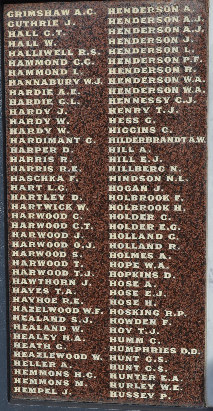 GRIMSHAW A.C.
GUTHRIE J.
HALL C.T.
HALL W.
HALLIWELL R.S.
HAMMOND C.C.
HAMMOND L.
HANNABURY W.J.
HARDIE A.E.
HARDIE C.L.
HARDY J.
HARDY W.
HARDY W.
HARDIMANT C.
HARPER D.
HARRIS R.
HARRIS R.E.
HASCHKA F.
HART L.C.
HARTLEY D.
HARTWICK W.
HARWOOD C.
HARWOOD C.T.
HARWOOD J.
HARWOOD O.J.
HARWOOD S.
HARWOOD T.
HARWOOD T.J.
HAWTHORN J.
HAYES T.A.
HAYHOE R.E.
HAZELWOOD W.F.
HEALAND S.J.
HEALAND W.
HEALEY H.A.
HEATH C.
HEAZLEWOOD W.
HELLER A.
HEMMONS H.C.
HEMMONS M.
HEMPEL J.
HENDERSON A.
HENDERSON A.J.
HENDERSON J.
HENDERSON L.
HENDERSON P.F.
HENDERSON R.
HENDERSON W.A.
HENDERSON W.A.
HENNESSY C.J.
HENRY T.J.
HESS G.
HIGGINS C.
HILDERBRANDT A.W.
HILL A.
HILL E.J.
HILLBERG N.
HINDSON N.L.
HOGAN J.
HOLBROOK F.
HOLBROOK H.
HOLDER C.
HOLDER E.G.
HOLLAND C.
HOLLAND R.
HOLMES A.
HOPE W.A.
HOPKINS D.
HOSE A.
HOSE E.J.
HOSE H.
HOSKING R.P.
HOWDEN F.
HOY T.J.
HUMM C.
HUMPHRIES D.D.
HUNT C.S.
HUNT G.S.
HUNTER E.A.
HURLEY W.E.
HUSSEY P.